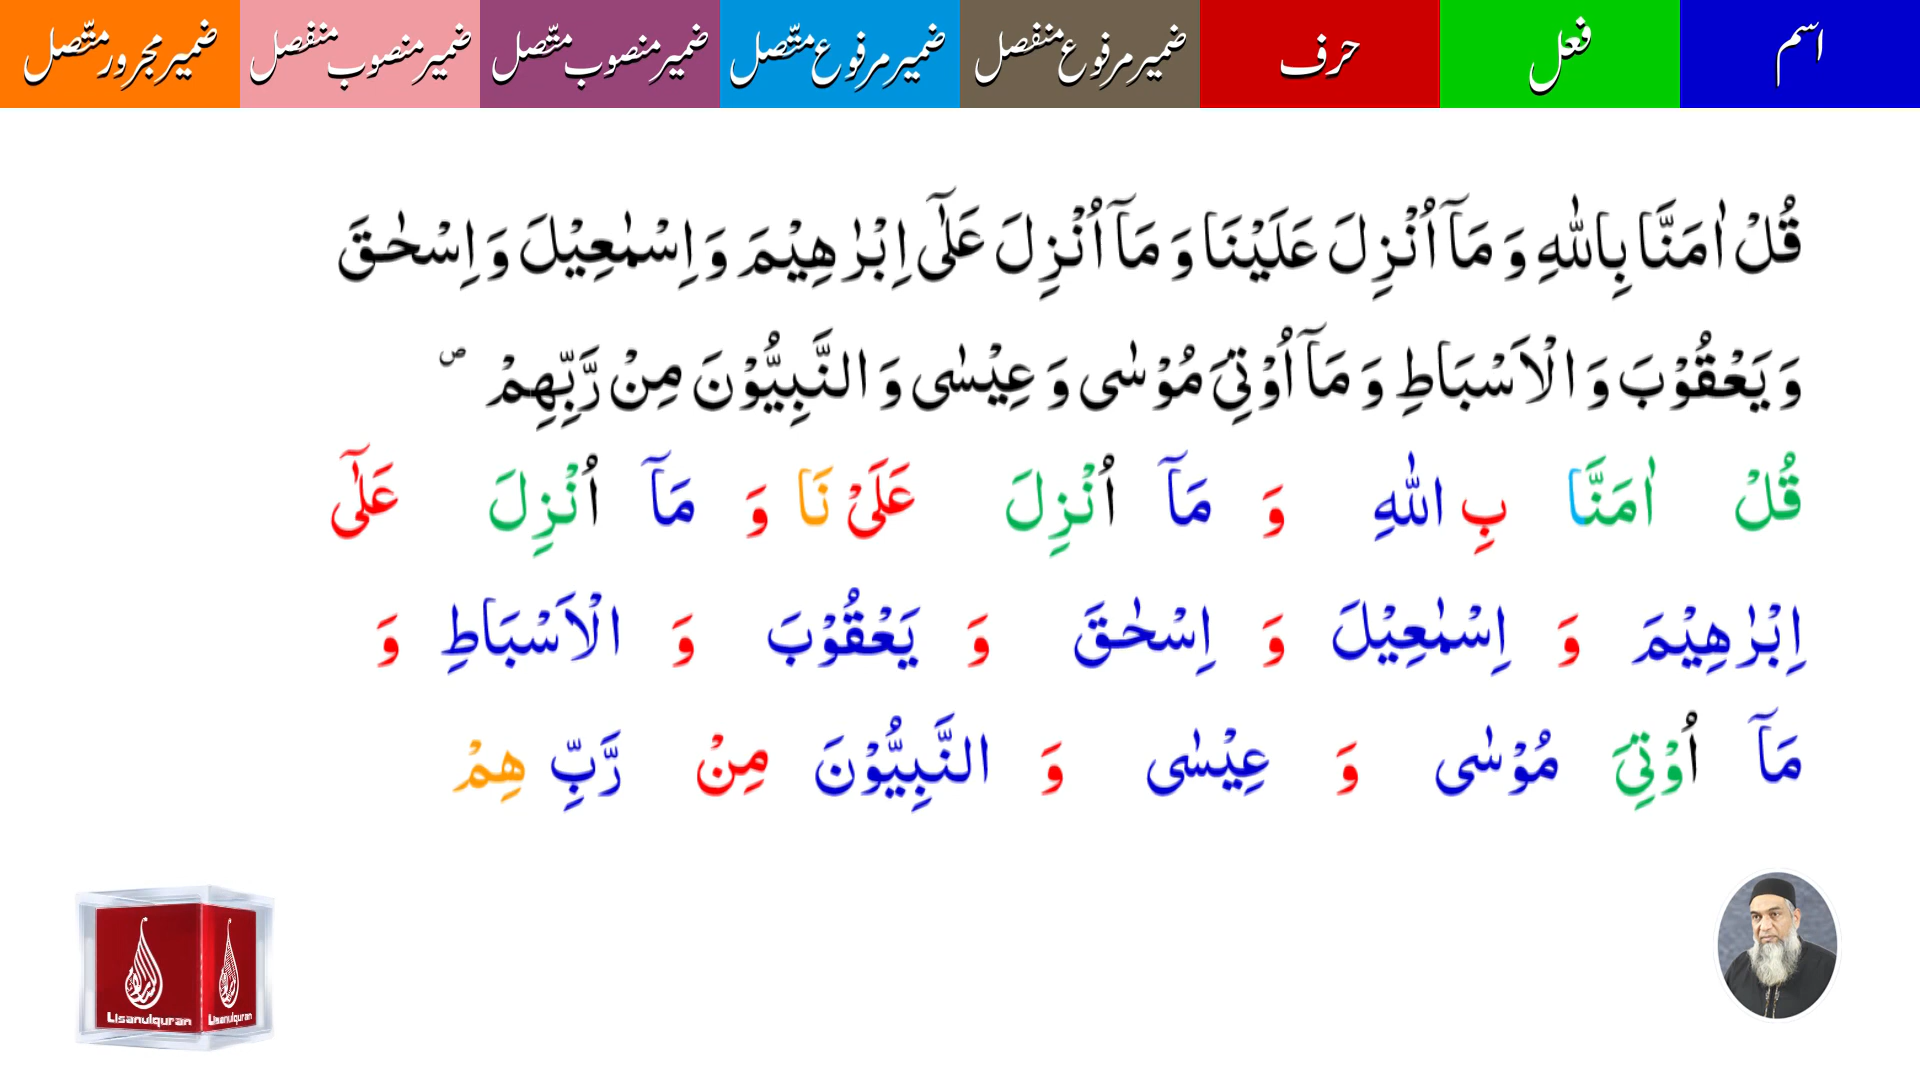 اسم فعل حرف ضمیر مرفوع منفصل ضمیر مرفوع متّصل ضمیر منصوب متّصل ضمیر منصوب منفصل ضمیر مجرور متّصل
قُلْ اٰمَنَّا بِاللّٰهِ وَ مَاۤ اُنْزِلَ عَلَیْنَا وَ مَاۤ اُنْزِلَ عَلٰۤى اِبْرٰهِیْمَ وَ اِسْمٰعِیْلَ وَ اِسْحٰقَ
وَ یَعْقُوْبَ وَ الْاَسْبَاطِ وَ مَاۤ اُوْتِیَ مُوْسٰى وَ عِیْسٰى وَ النَّبِیُّوْنَ مِنْ رَّبِّهِمْ ۪
قُلْ اٰمَنَّا بِ اللّٰهِ وَ مَاۤ اُنْزِلَ عَلَیْ نَا وَ مَاۤ اُنْزِلَ عَلٰۤى
اِبْرٰهِیْمَ وَ اِسْمٰعِیْلَ وَ اِسْحٰقَ وَ یَعْقُوْبَ وَ الْاَسْبَاطِ وَ
مَاۤ اُوْتِیَ مُوْسٰى وَ عِیْسٰى وَ النَّبِیُّوْنَ مِنْ رَّبِّ هِمْ
Lisanulquran Lisanulquran